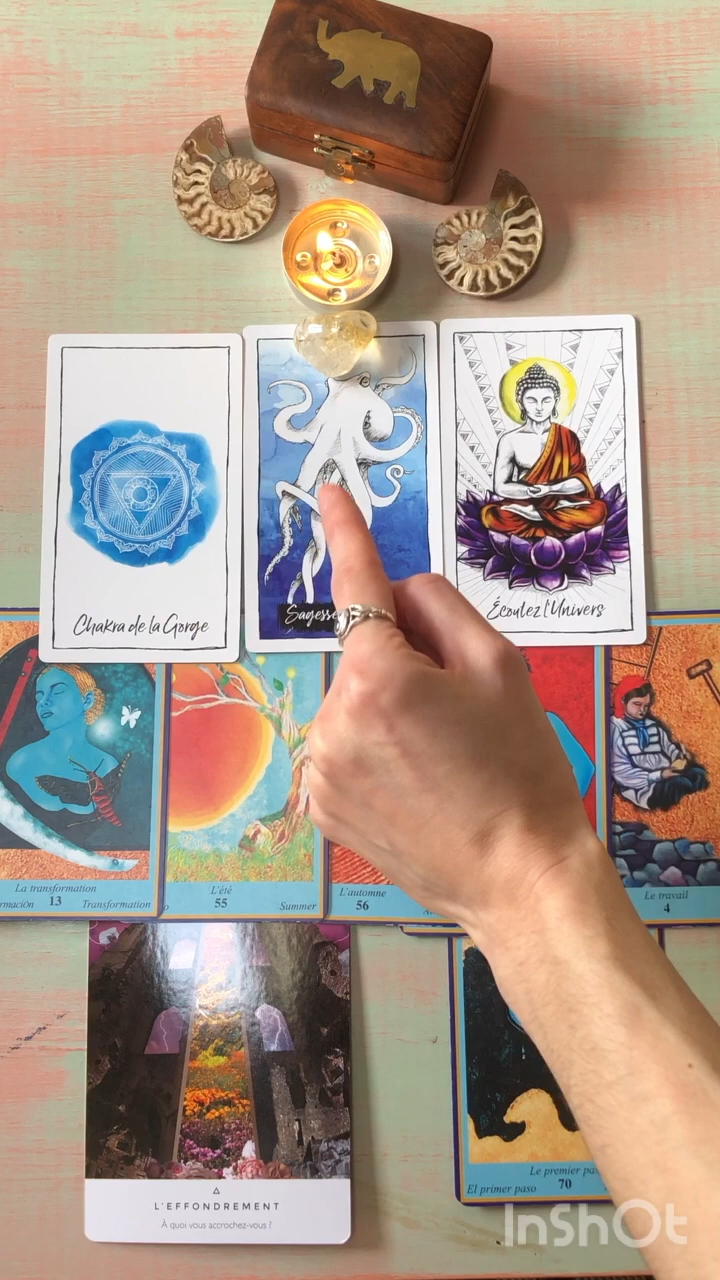 Chakra de la Gorge
Sagesse
Écoutez l'Univers
La transformation
13
Transformation
L'été
55
Summer
L'automne
56
Le travail
4
L'EFFONDREMENT
À quoi vous accrochez-vous ?
Le premier
El primer paso
70
InShOt